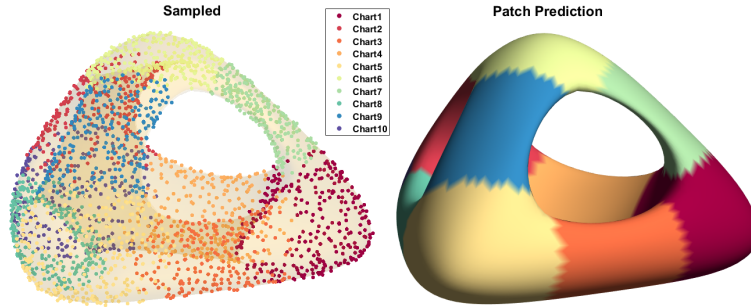 Sampled
Chart1
Chart2
Chart3
Chart4
Chart5
Chart6
Chart7
Chart8
Chart9
Chart10
Patch Prediction